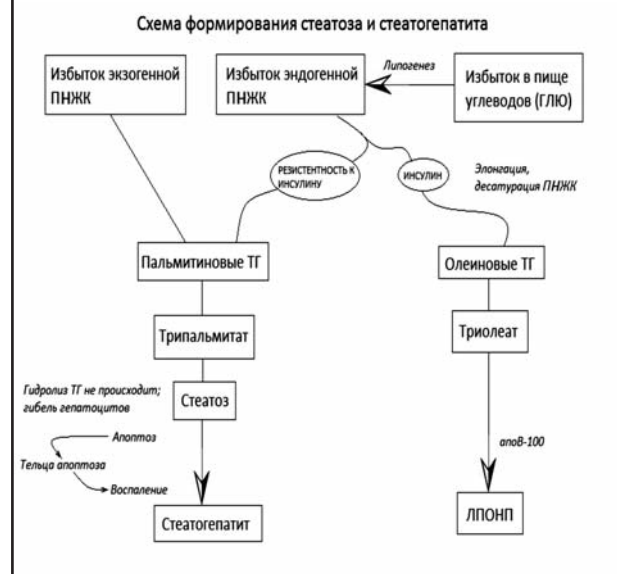 Схема формирования стеатоза и стеатогепатита
Избыток экзогенной
ПНЖК
Избыток эндогенной
ПНЖК
Липогенез
Избыток в пище
углеводов (ГЛЮ)
РЕЗИСТЕНТНОСТЬ К
ИНСУЛИНУ
ИНСУЛИН
Элонгация,
десатурация ПНЖК
Пальмитиновые ТГ
Олеиновые ТГ
Трипальмитат
Триолеат
Гидролиз ТГ не происходит;
гибель гепатоцитов
Стеатоз
Апоптоз
Тельца апоптоза
Воспаление
апоВ-100
Стеатогепатит
ЛПОНП